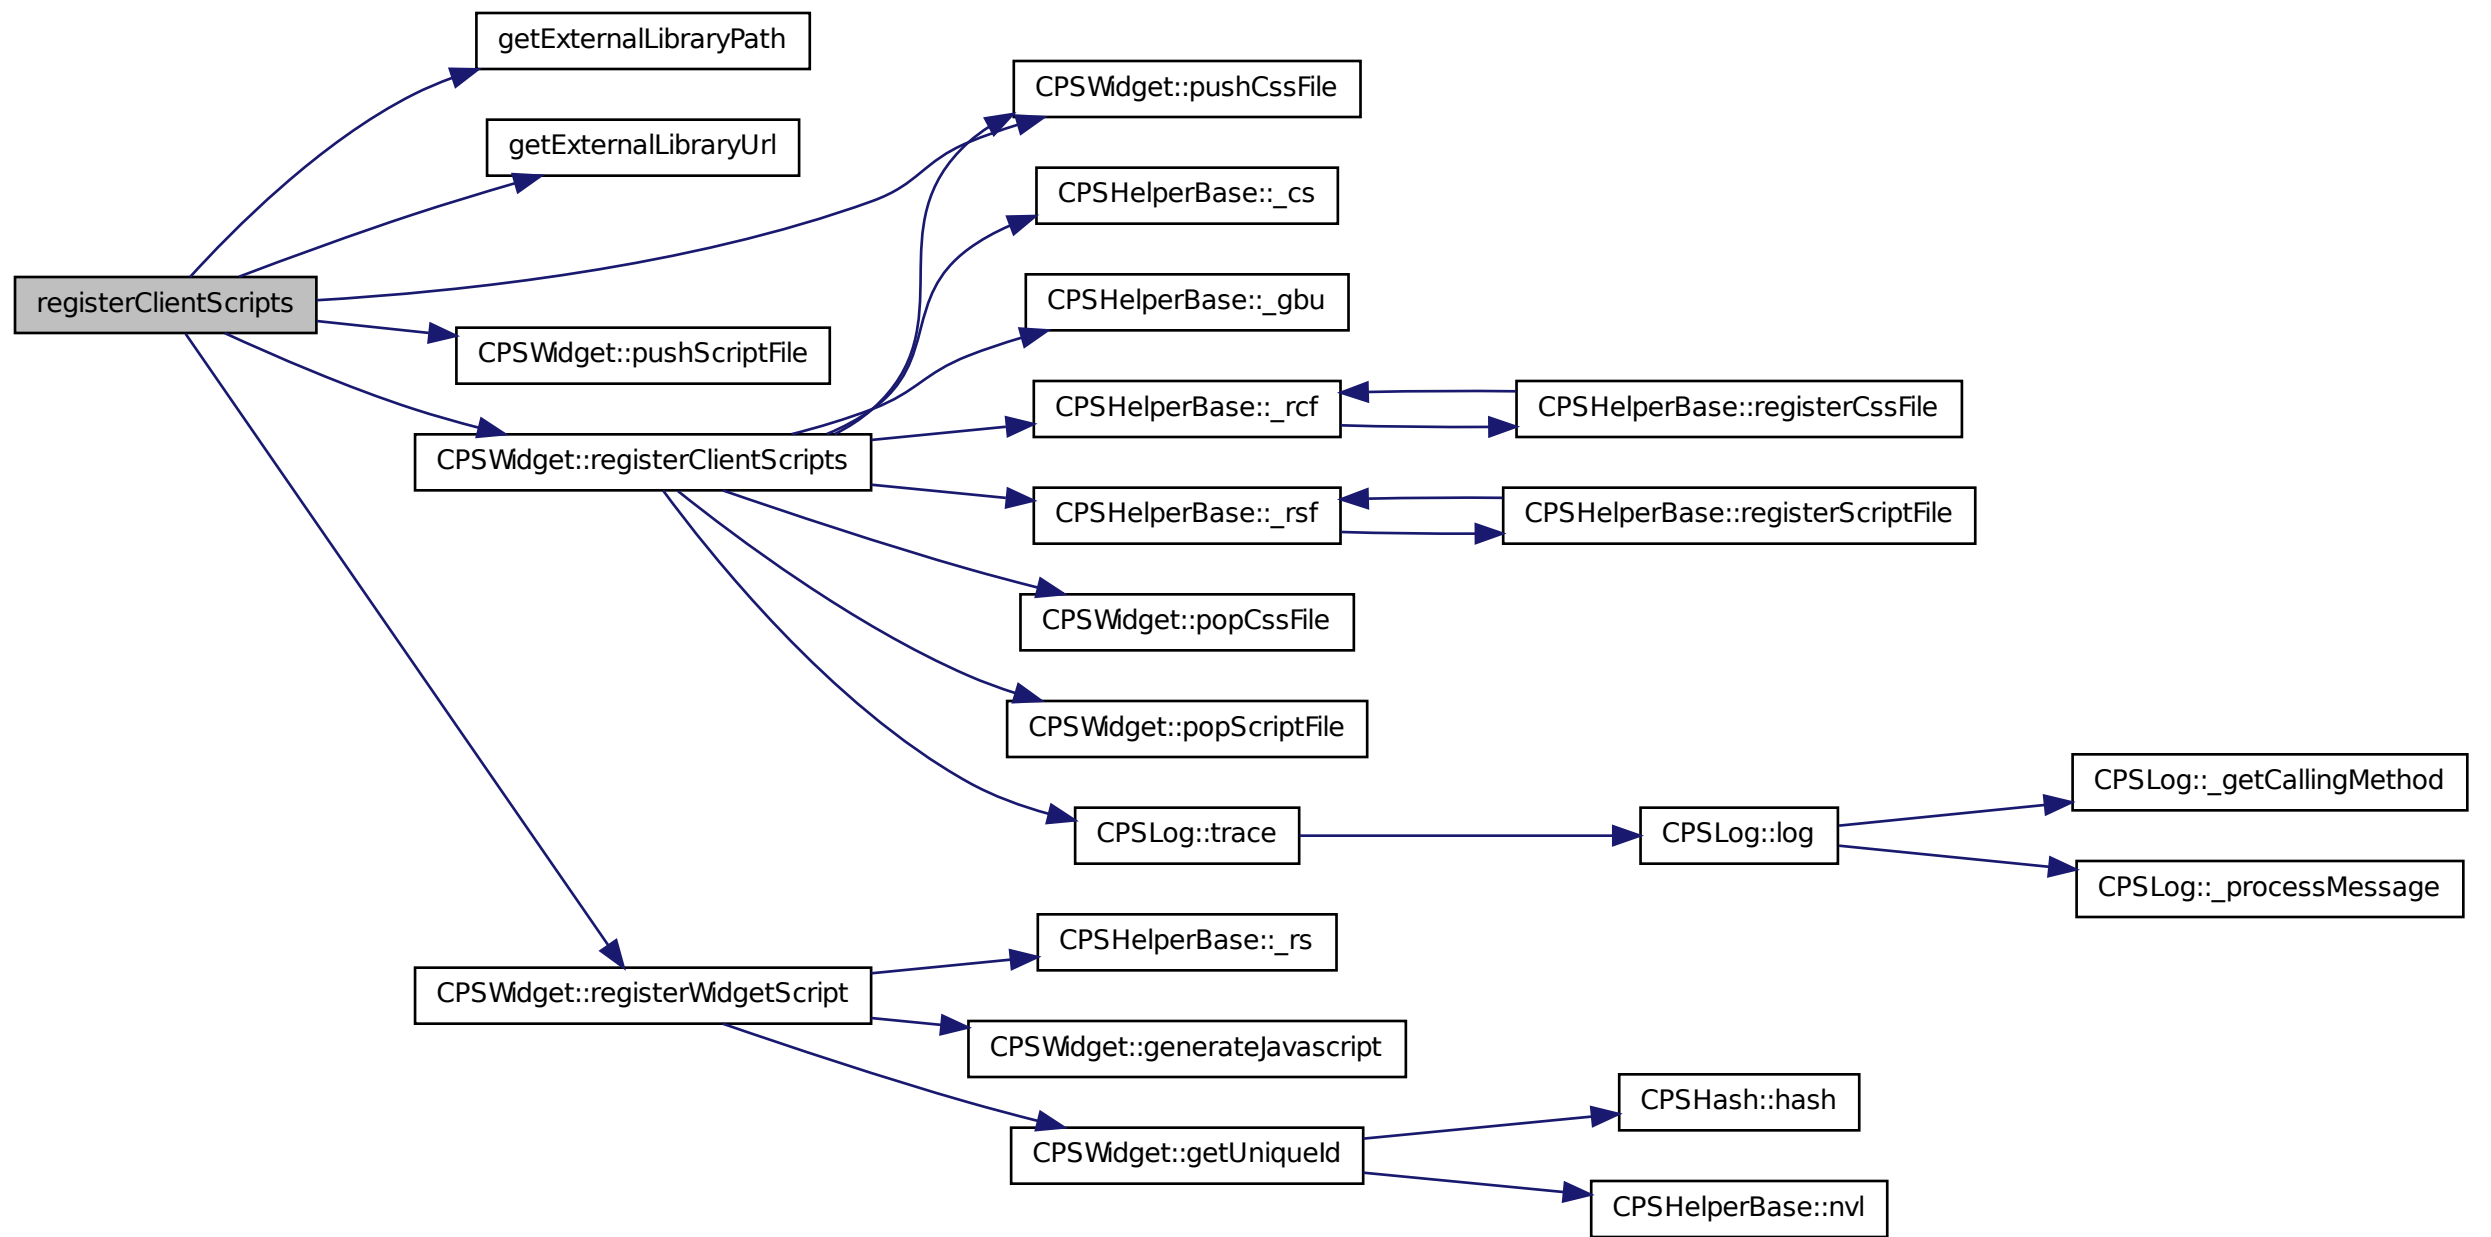 getExternalLibraryPath
CPSWidget::pushCssFile
getExternalLibraryUrl
CPSHelperBase::_cs
registerClientScripts
CPSHelperBase::_gbu
CPSWidget::pushScriptFile
CPSHelperBase::_rcf
CPSHelperBase::registerCssFile
CPSWidget::registerClientScripts
CPSHelperBase::_rsf
CPSHelperBase::registerScriptFile
CPSWidget::popCssFile
CPSWidget::popScriptFile
CPSLog::_getCallingMethod
CPSLog::trace
CPSLog::log
CPSLog::_processMessage
CPSHelperBase::_rs
CPSWidget::registerWidgetScript
CPSWidget::generateJavascript
CPSHash::hash
CPSWidget::getUniqueId
CPSHelperBase::nvl